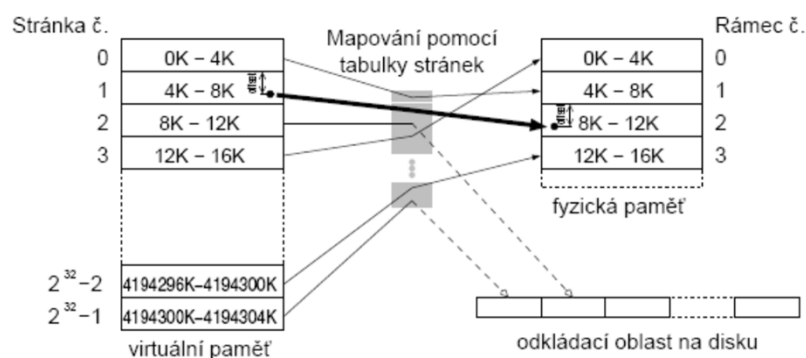 Stránka č.
0
1
2
3
2³²-2
2³²-1
0K – 4K
4K – 8K
offset
8K – 12K
12K – 16K
4194296K–4194300K
4194300K–4194304K
virtuální paměť
Mapování pomocí
tabulky stránek
Rámec č.
0K – 4K
4K – 8K
offset
8K – 12K
12K – 16K
0
1
2
3
fyzická paměť
odkládací oblast na disku